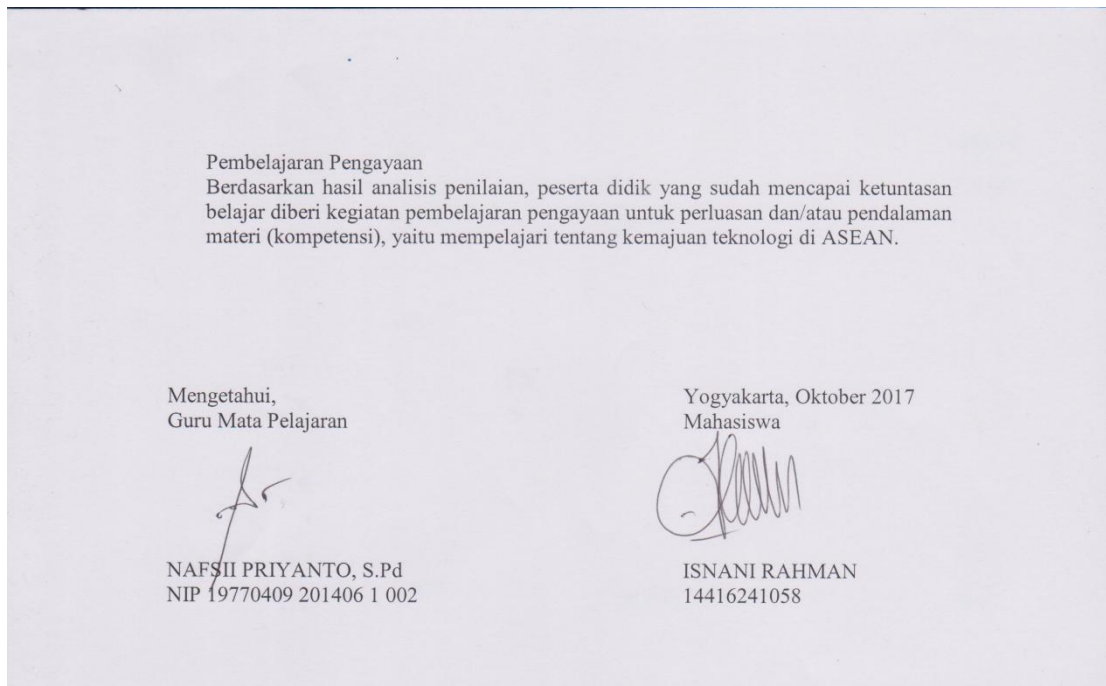 Pembelajaran Pengayaan
Berdasarkan hasil analisis penilaian, peserta didik yang sudah mencapai ketuntasan
belajar diberi kegiatan pembelajaran pengayaan untuk perluasan dan/atau pendalaman
materi (kompetensi), yaitu mempelajari tentang kemajuan teknologi di ASEAN.
Mengetahui,
Guru Mata Pelajaran
NAFSII PRIYANTO, S.Pd
NIP 19770409 201406 1 002
Yogyakarta, Oktober 2017
Mahasiswa
ISNANI RAHMAN
14416241058